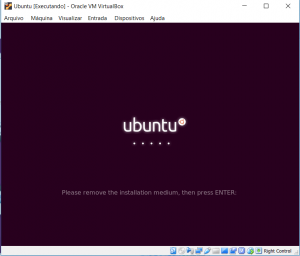 Ubuntu [Executando] - Oracle VM VirtualBox
Arquivo Máquina Visualizar Entrada Dispositivos Ajuda
ubuntu
Please remove the installation medium, then press ENTER:
Right Control